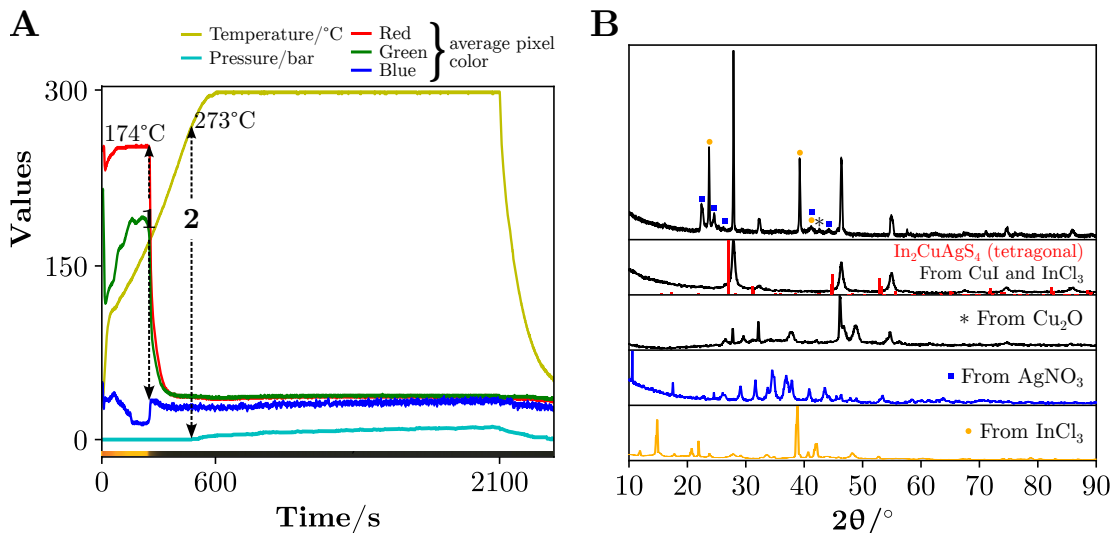 A
Temperature/°C
Pressure/bar
Red
Green
Blue
} average pixel
color
300
150
0
Values
174°C
273°C
1
2
0
600
2100
Time/s
B
In₂CuAgS₄ (tetragonal)
From CuI and InCl₃
* From Cu₂O
From AgNO₃
From InCl₃
*
10
20
30
40
50
60
70
80
90
2θ/°